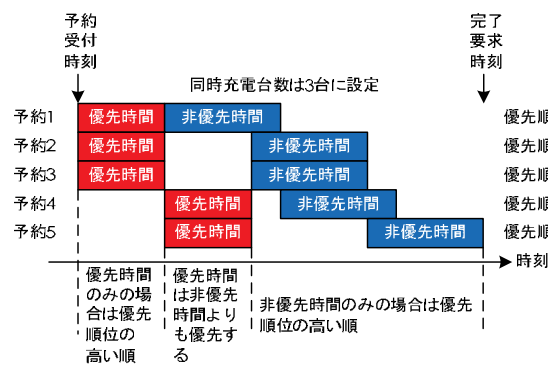 予約
受付
時刻
完了
要求
時刻
同時充電台数は3台に設定
予約1 優先時間 非優先時間 優先順
予約2 優先時間 非優先時間 優先順
予約3 優先時間 非優先時間 優先順
予約4 優先時間 非優先時間 優先順
予約5 優先時間 非優先時間 優先順
時刻
優先時間
のみの場
合は優先
順位の
高い順
優先時間
は非優先
時間より
も優先す
る
非優先時間のみの場合は優先
順位の高い順